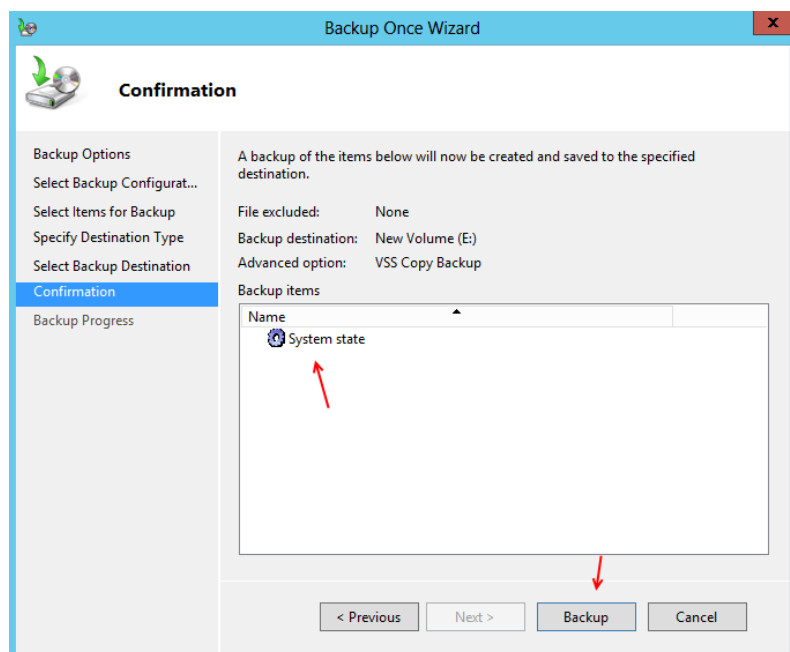 Backup Once Wizard
x
Confirmation
Backup Options
Select Backup Configurat...
Select Items for Backup
Specify Destination Type
Select Backup Destination
Confirmation
Backup Progress
A backup of the items below will now be created and saved to the specified
destination.
File excluded: None
Backup destination: New Volume (E:)
Advanced option: VSS Copy Backup
Backup items
Name
System state
< Previous Next > Backup Cancel